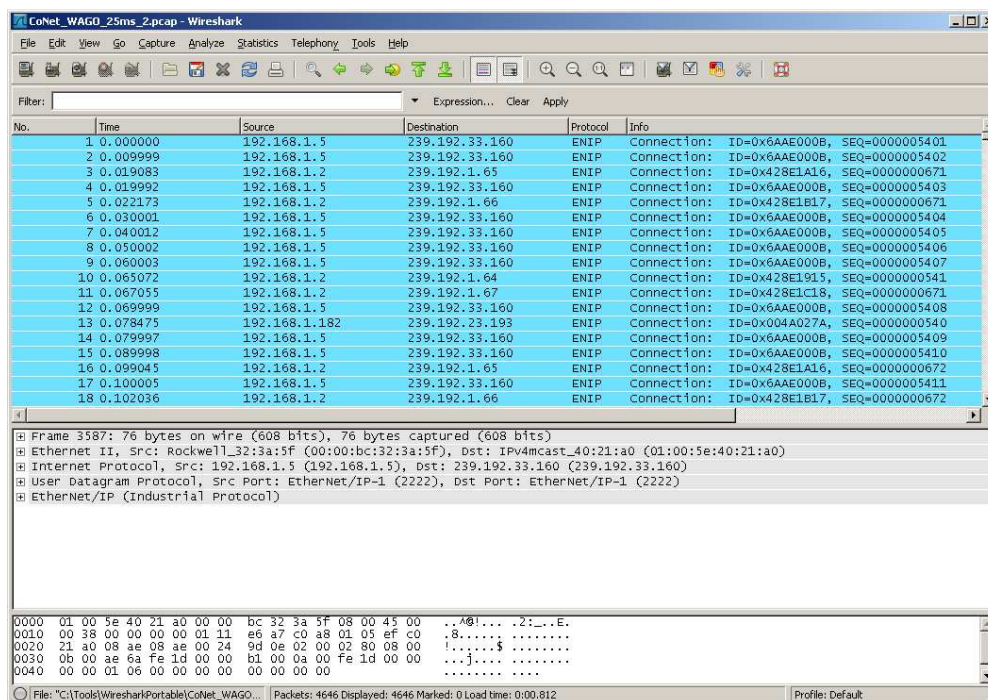 CoNet_WAGO_25ms_2.pcap - Wireshark
File Edit View Go Capture Analyze Statistics Telephony Tools Help
Filter: Expression... Clear Apply
No. Time Source Destination Protocol Info
1 0.000000 192.168.1.5 239.192.33.160 ENIP Connection: ID=0x6AAE000B, SEQ=0000005401
2 0.009999 192.168.1.5 239.192.33.160 ENIP Connection: ID=0x6AAE000B, SEQ=0000005402
3 0.019083 192.168.1.2 239.192.1.65 ENIP Connection: ID=0x428E1A16, SEQ=0000000671
4 0.019992 192.168.1.5 239.192.33.160 ENIP Connection: ID=0x6AAE000B, SEQ=0000005403
5 0.022173 192.168.1.2 239.192.1.66 ENIP Connection: ID=0x428E1B17, SEQ=0000000671
6 0.030001 192.168.1.5 239.192.33.160 ENIP Connection: ID=0x6AAE000B, SEQ=0000005404
7 0.040012 192.168.1.5 239.192.33.160 ENIP Connection: ID=0x6AAE000B, SEQ=0000005405
8 0.050002 192.168.1.5 239.192.33.160 ENIP Connection: ID=0x6AAE000B, SEQ=0000005406
9 0.060003 192.168.1.5 239.192.33.160 ENIP Connection: ID=0x6AAE000B, SEQ=0000005407
10 0.065072 192.168.1.2 239.192.1.64 ENIP Connection: ID=0x428E1915, SEQ=0000000541
11 0.067055 192.168.1.2 239.192.1.67 ENIP Connection: ID=0x428E1C18, SEQ=0000000671
12 0.069999 192.168.1.5 239.192.33.160 ENIP Connection: ID=0x6AAE000B, SEQ=0000005408
13 0.078475 192.168.1.182 239.192.23.193 ENIP Connection: ID=0x004A027A, SEQ=0000000540
14 0.079997 192.168.1.5 239.192.33.160 ENIP Connection: ID=0x6AAE000B, SEQ=0000005409
15 0.089998 192.168.1.5 239.192.33.160 ENIP Connection: ID=0x6AAE000B, SEQ=0000005410
16 0.099045 192.168.1.2 239.192.1.65 ENIP Connection: ID=0x428E1A16, SEQ=0000000672
17 0.100005 192.168.1.5 239.192.33.160 ENIP Connection: ID=0x6AAE000B, SEQ=0000005411
18 0.102036 192.168.1.2 239.192.1.66 ENIP Connection: ID=0x428E1B17, SEQ=0000000672
Frame 3587: 76 bytes on wire (608 bits), 76 bytes captured (608 bits)
Ethernet II, Src: Rockwell_32:3a:5f (00:00:bc:32:3a:5f), Dst: IPv4mcast_40:21:a0 (01:00:5e:40:21:a0)
Internet Protocol, Src: 192.168.1.5 (192.168.1.5), Dst: 239.192.33.160 (239.192.33.160)
User Datagram Protocol, Src Port: EtherNet/IP-1 (2222), Dst Port: EtherNet/IP-1 (2222)
EtherNet/IP (Industrial Protocol)
0000 01 00 5e 40 21 a0 00 00 bc 32 3a 5f 08 00 45 00 ..^@!... .2:_..E.
0010 00 38 00 00 00 00 01 11 e6 a7 c0 a8 01 05 ef c0 .8...... ........
0020 21 a0 08 ae 08 ae 00 24 9d 0e 02 00 02 80 08 00 !......$ ........
0030 0b 00 ae 6a fe 1d 00 00 b1 00 0a 00 fe 1d 00 00 ...j.... ........
0040 00 00 01 06 00 00 00 00 00 00 00 00 ........ ....
File: "C:\Tools\WiresharkPortable\CoNet_WAGO... Packets: 4646 Displayed: 4646 Marked: 0 Load time: 0:00.812 Profile: Default